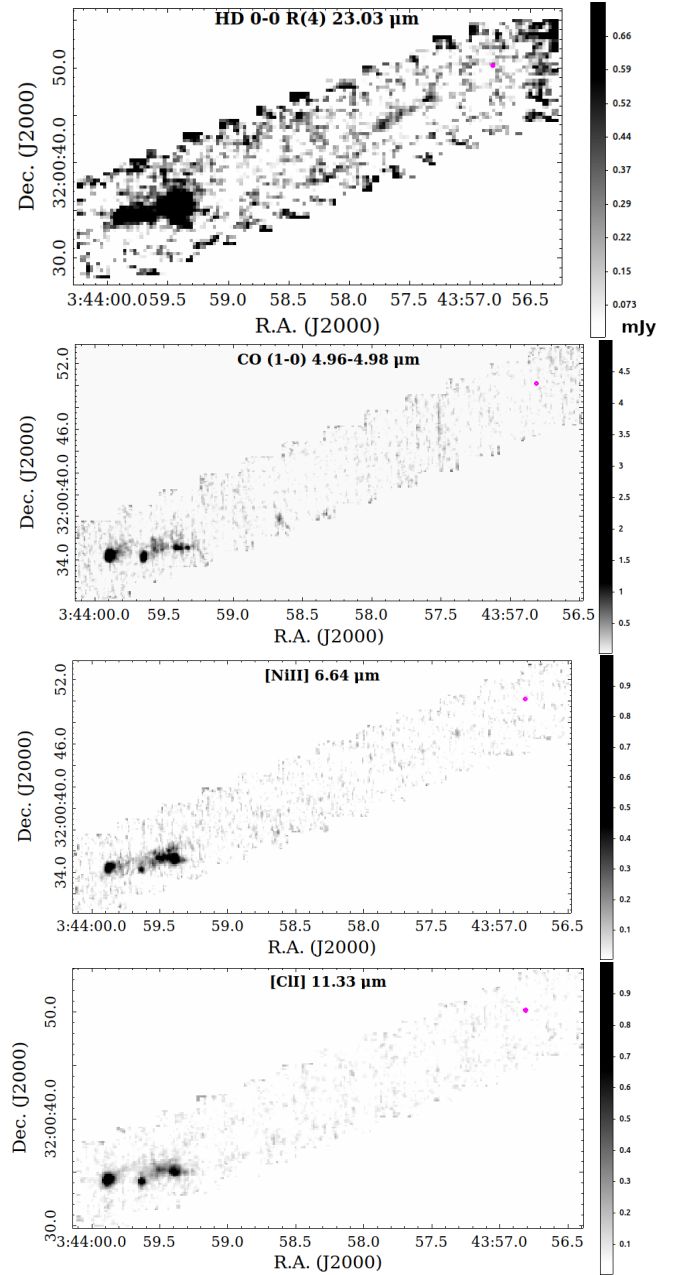 HD 0-0 R(4) 23.03 μm
Dec. (J2000)
50.0
32:00:40.0
30.0
3:44:00.059.5 59.0 58.5 58.0 57.5 43:57.0 56.5
R.A. (J2000)
0.66
0.59
0.52
0.44
0.37
0.29
0.22
0.15
0.073
mJy
CO (1-0) 4.96-4.98 μm
Dec. (J2000)
52.0
46.0
32:00:40.0
34.0
3:44:00.0 59.5 59.0 58.5 58.0 57.5 43:57.0 56.5
R.A. (J2000)
4.5
4
3.5
3
2.5
2
1.5
1
0.5
[NiII] 6.64 μm
Dec. (J2000)
52.0
46.0
32:00:40.0
34.0
3:44:00.0 59.5 59.0 58.5 58.0 57.5 43:57.0 56.5
R.A. (J2000)
0.9
0.8
0.7
0.6
0.5
0.4
0.3
0.2
0.1
[ClI] 11.33 μm
Dec. (J2000)
50.0
32:00:40.0
30.0
3:44:00.0 59.5 59.0 58.5 58.0 57.5 43:57.0 56.5
R.A. (J2000)
0.9
0.8
0.7
0.6
0.5
0.4
0.3
0.2
0.1